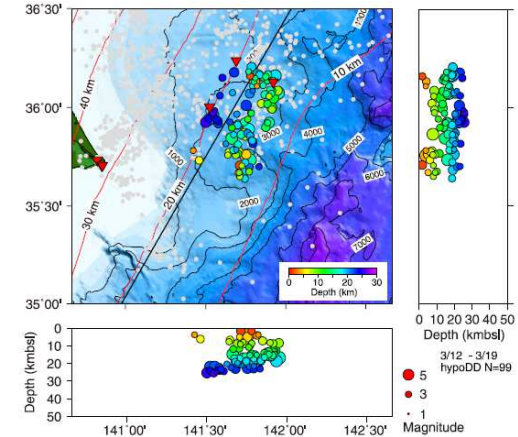 36°30'
36°00'
35°30'
35°00'
40 km
30 km
20 km
10 km
1000
2000
3000
4000
5000
6000
7000
0 5 10 15 20 25 30
Depth (km)
0 10 20 30 40 50
Depth (kmbsl)
0
10
20
30
40
50
Depth (kmbsl)
141°00'
141°30'
142°00'
142°30'
3/12 - 3/19
hypoDD N=99
5
3
1
Magnitude